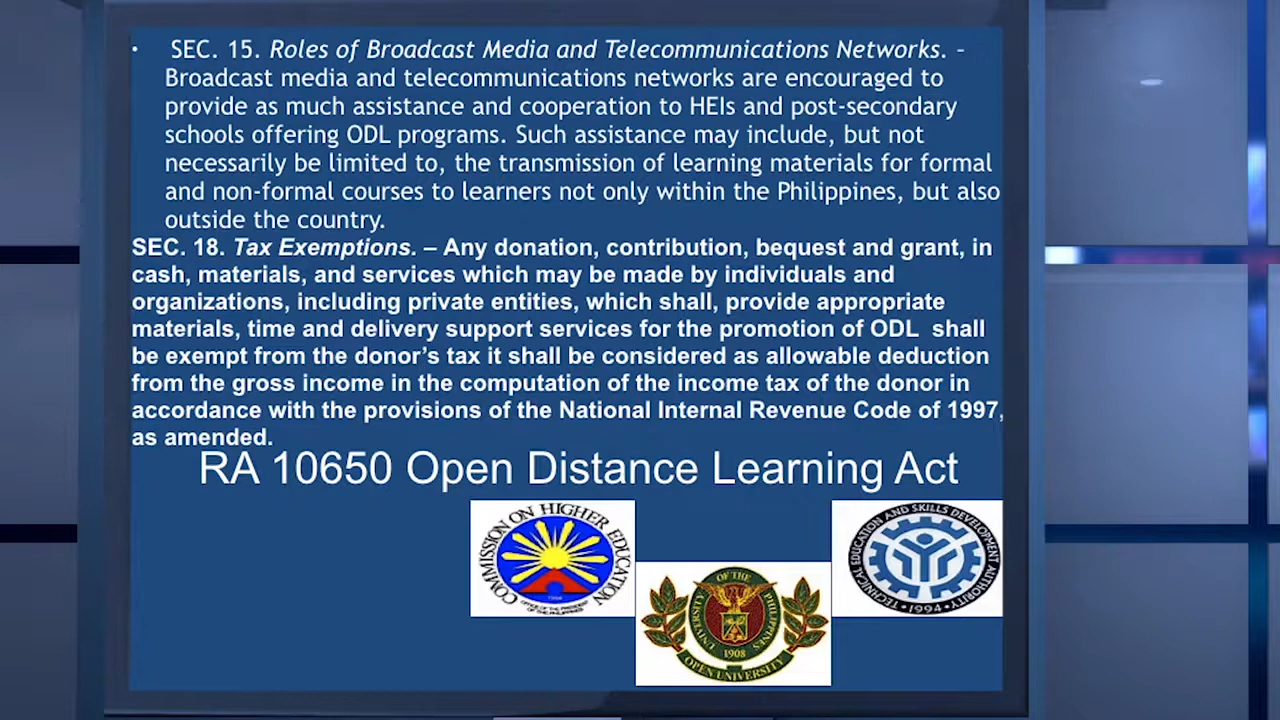 • SEC. 15. Roles of Broadcast Media and Telecommunications Networks. –
Broadcast media and telecommunications networks are encouraged to
provide as much assistance and cooperation to HEIs and post-secondary
schools offering ODL programs. Such assistance may include, but not
necessarily be limited to, the transmission of learning materials for formal
and non-formal courses to learners not only within the Philippines, but also
outside the country.
SEC. 18. Tax Exemptions. – Any donation, contribution, bequest and grant, in
cash, materials, and services which may be made by individuals and
organizations, including private entities, which shall, provide appropriate
materials, time and delivery support services for the promotion of ODL shall
be exempt from the donor’s tax it shall be considered as allowable deduction
from the gross income in the computation of the income tax of the donor in
accordance with the provisions of the National Internal Revenue Code of 1997,
as amended.
RA 10650 Open Distance Learning Act
COMMISSION ON HIGHER EDUCATION
OFFICE OF THE PRESIDENT
OF THE PHILIPPINES
UNIVERSITY OF THE PHILIPPINES
1908
OPEN UNIVERSITY
TECHNICAL EDUCATION AND SKILLS DEVELOPMENT AUTHORITY
• 1994 •